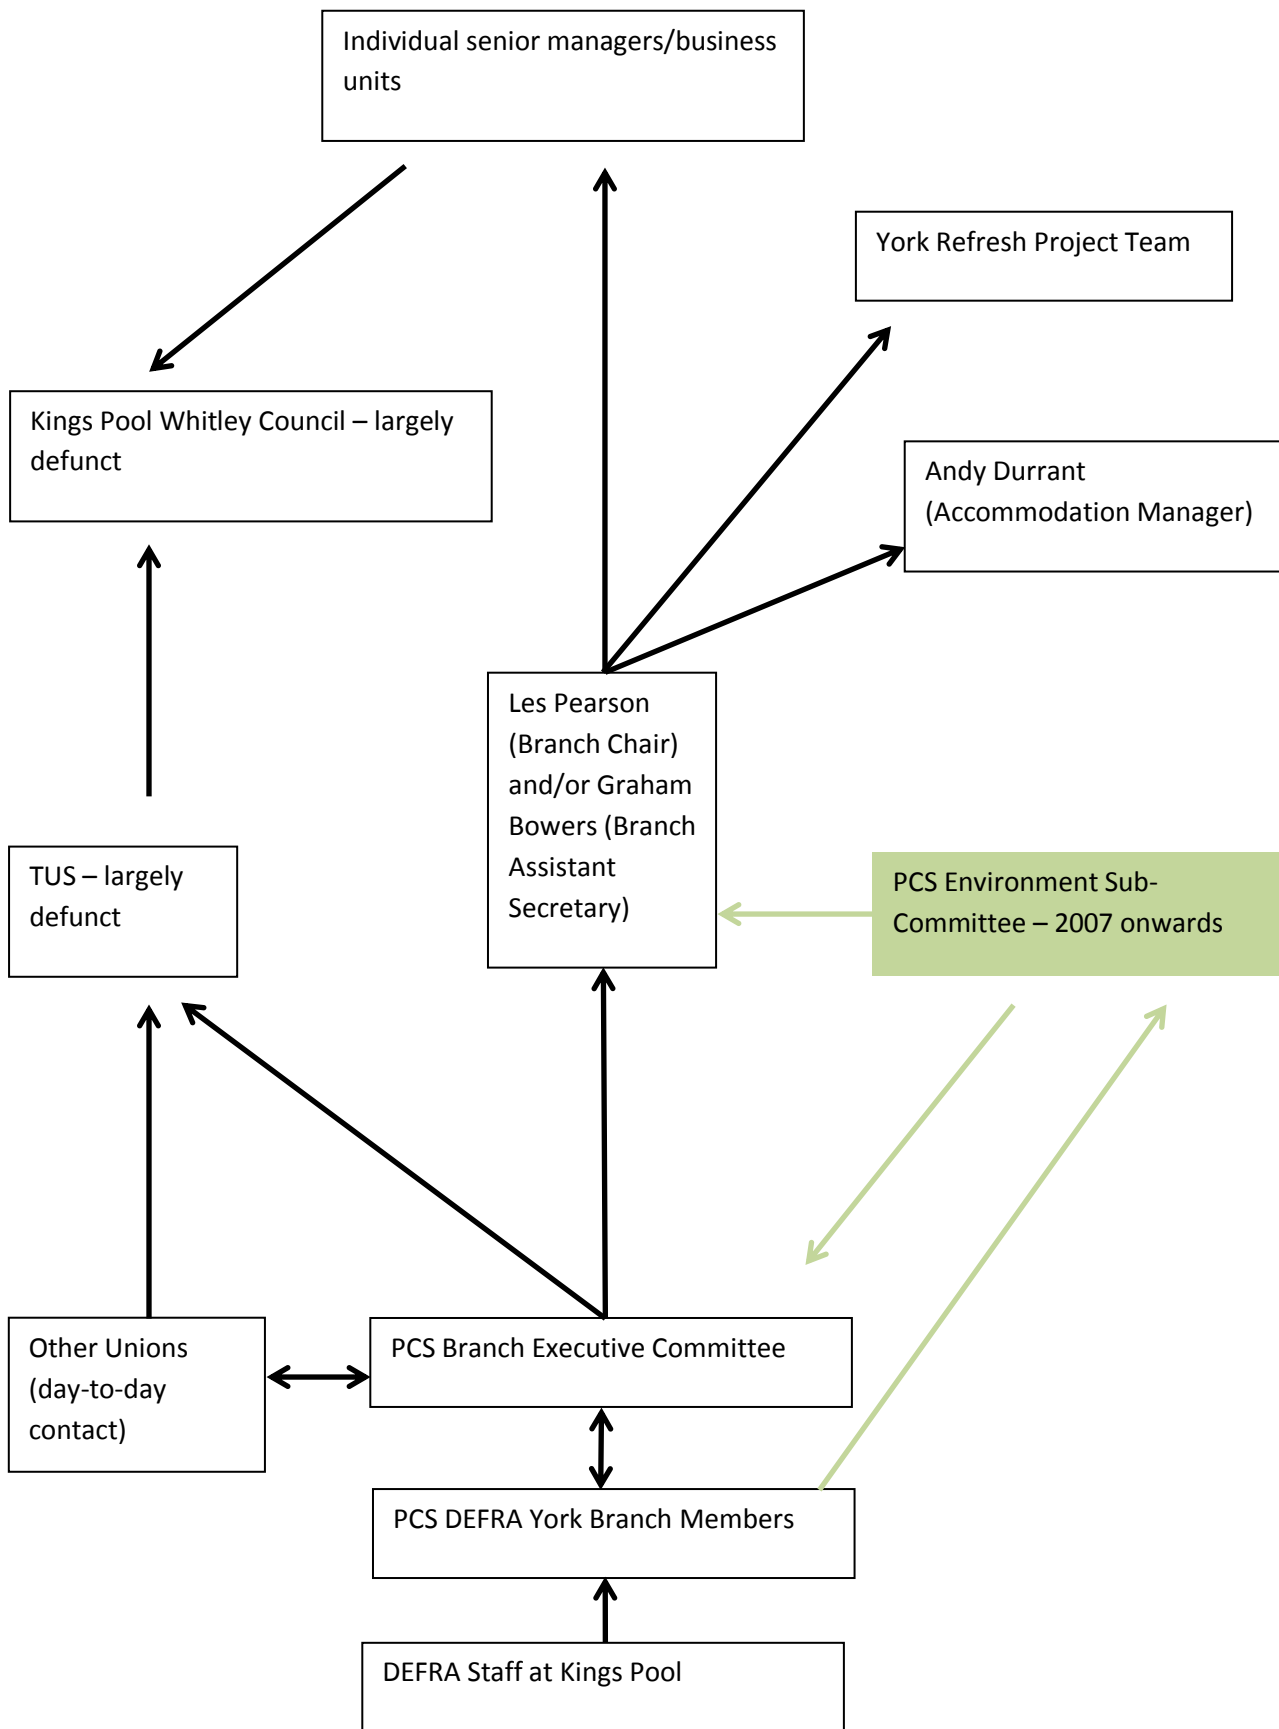 Individual senior managers/business
units
York Refresh Project Team
Kings Pool Whitley Council – largely
defunct
Andy Durrant
(Accommodation Manager)
Les Pearson
(Branch Chair)
and/or Graham
Bowers (Branch
Assistant
Secretary)
TUS – largely
defunct
PCS Environment Sub-
Committee – 2007 onwards
Other Unions
(day-to-day
contact)
PCS Branch Executive Committee
PCS DEFRA York Branch Members
DEFRA Staff at Kings Pool